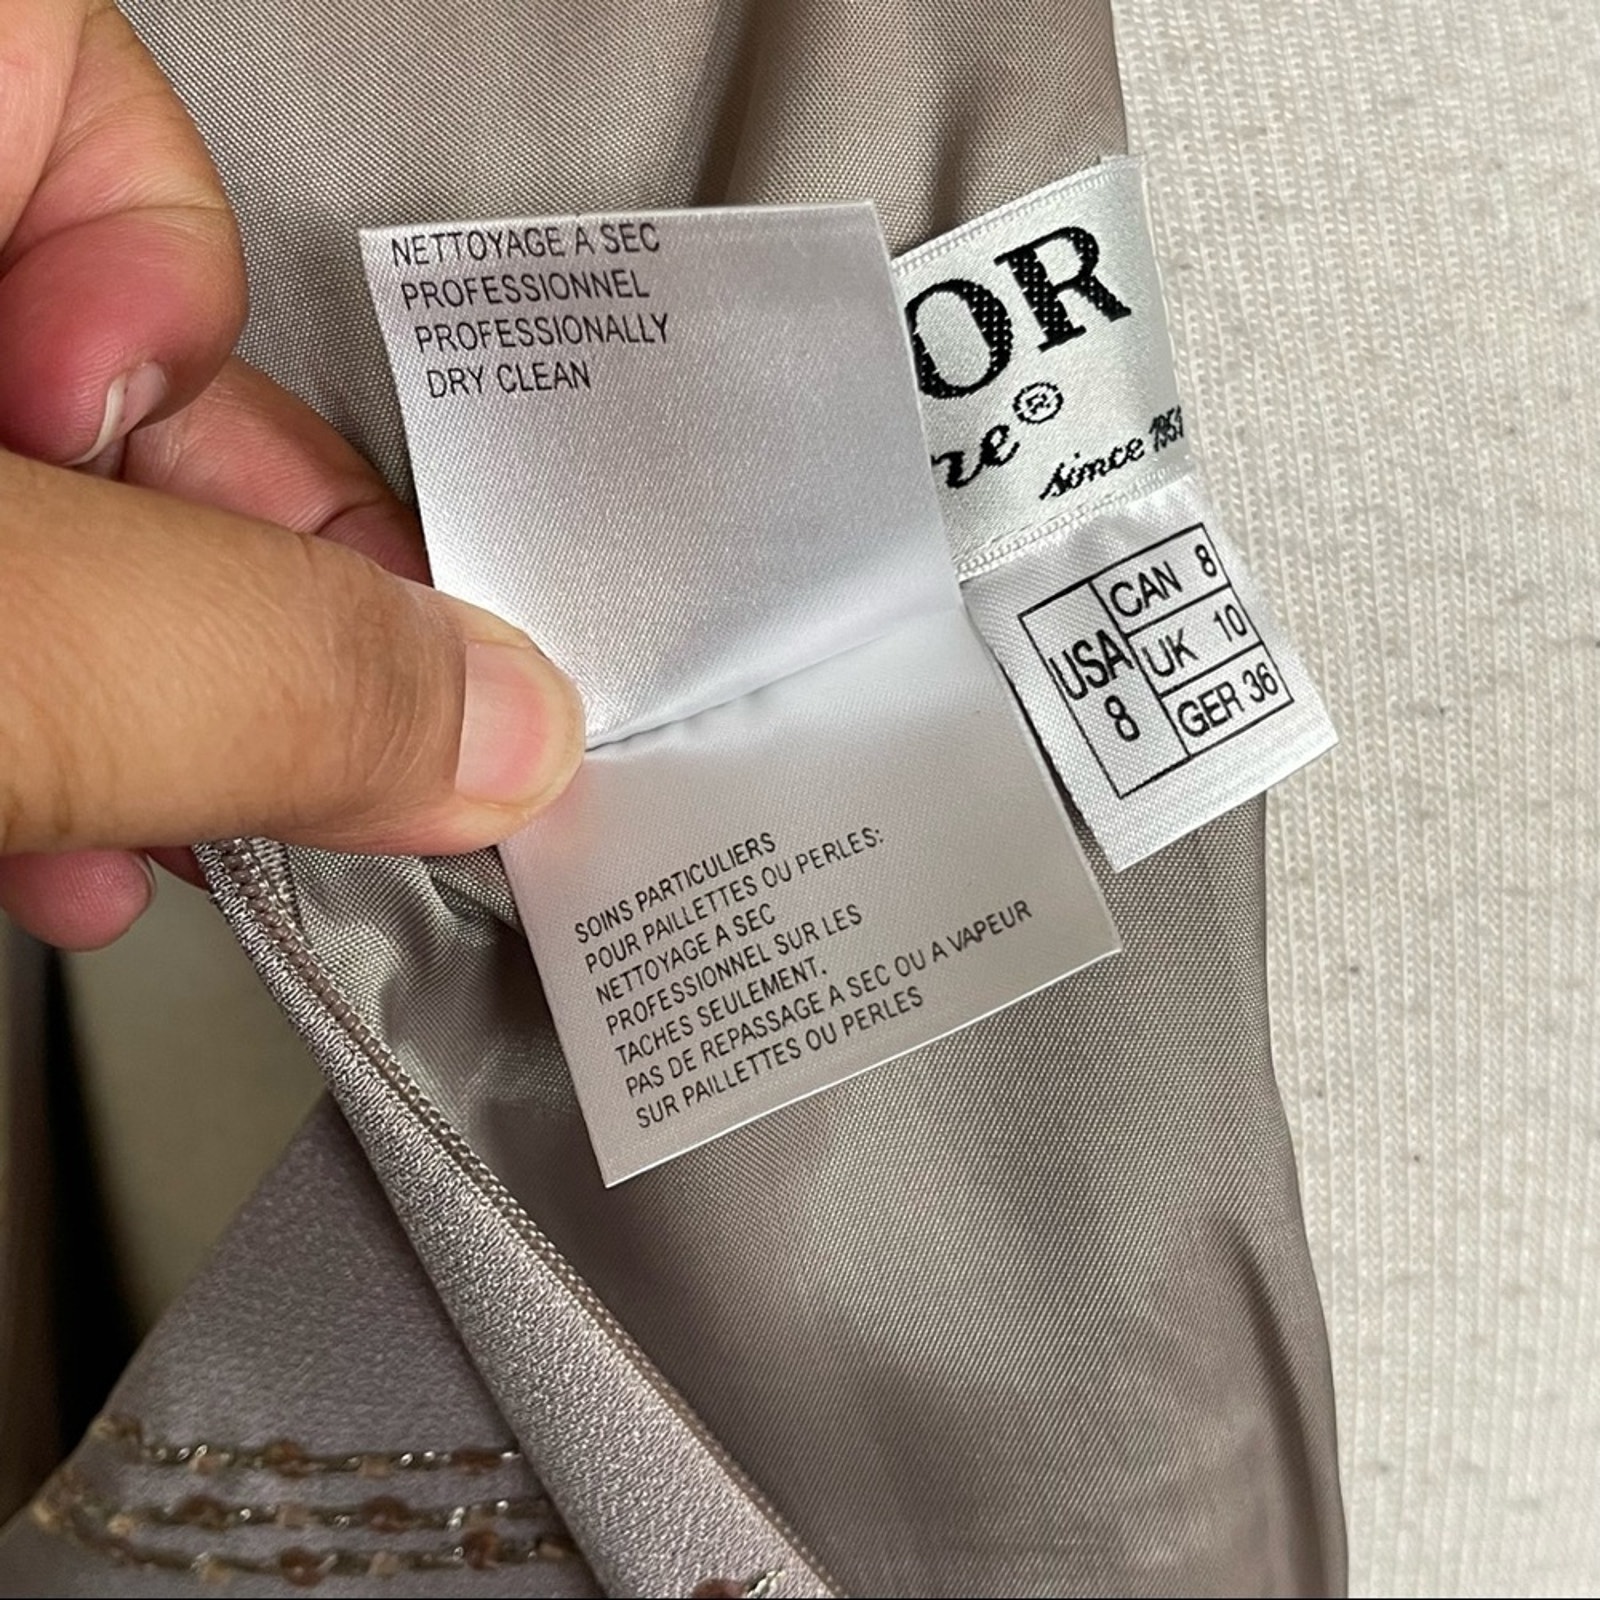 NETTOYAGE A SEC
PROFESSIONNEL
PROFESSIONALLY
DRY CLEAN
OR
re®
since 1951
USA
8
CAN 8
UK 10
GER 36
SOINS PARTICULIERS
POUR PAILLETTES OU PERLES:
NETTOYAGE A SEC
PROFESSIONNEL SUR LES
TACHES SEULEMENT.
PAS DE REPASSAGE A SEC OU A VAPEUR
SUR PAILLETTES OU PERLES